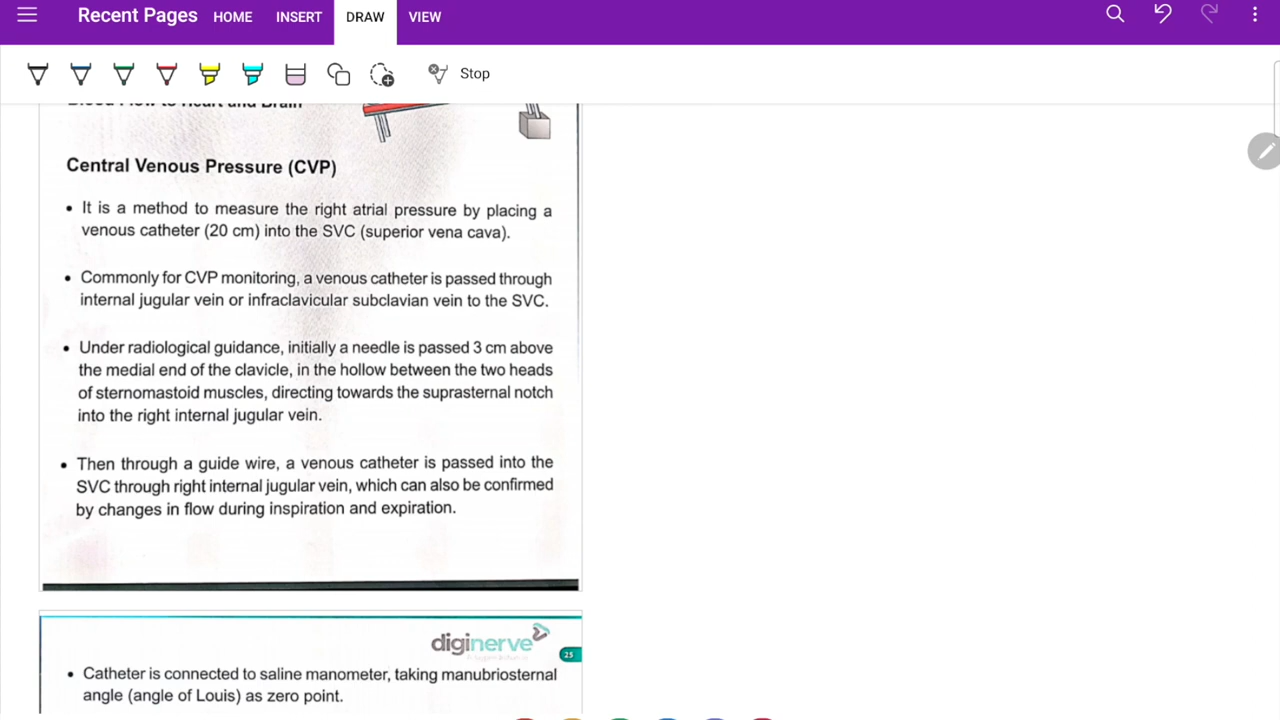 Recent Pages HOME INSERT DRAW VIEW
Stop
Blood Flow to Heart and Brain
Central Venous Pressure (CVP)
• It is a method to measure the right atrial pressure by placing a
venous catheter (20 cm) into the SVC (superior vena cava).
• Commonly for CVP monitoring, a venous catheter is passed through
internal jugular vein or infraclavicular subclavian vein to the SVC.
• Under radiological guidance, initially a needle is passed 3 cm above
the medial end of the clavicle, in the hollow between the two heads
of sternomastoid muscles, directing towards the suprasternal notch
into the right internal jugular vein.
• Then through a guide wire, a venous catheter is passed into the
SVC through right internal jugular vein, which can also be confirmed
by changes in flow during inspiration and expiration.
diginerve
25
• Catheter is connected to saline manometer, taking manubriosternal
angle (angle of Louis) as zero point.